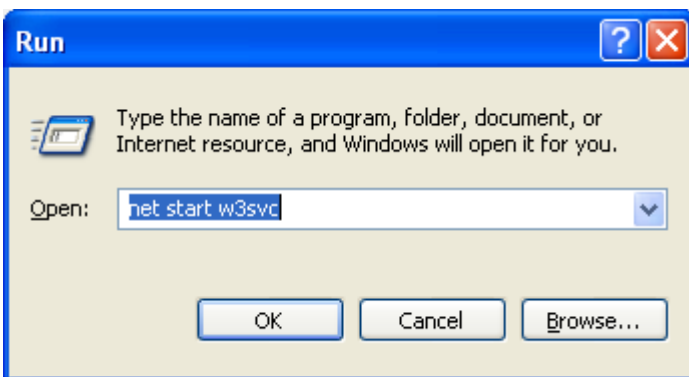 Run
Type the name of a program, folder, document, or
Internet resource, and Windows will open it for you.
Open: net start w3svc
OK Cancel Browse...